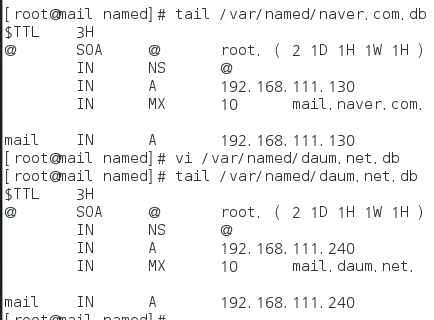 [root@mail named]# tail /var/named/naver.com.db
$TTL 3H
@ SOA @ root. ( 2 1D 1H 1W 1H )
IN NS @
IN A 192.168.111.130
IN MX 10 mail.naver.com.
mail IN A 192.168.111.130
[root@mail named]# vi /var/named/daum.net.db
[root@mail named]# tail /var/named/daum.net.db
$TTL 3H
@ SOA @ root. ( 2 1D 1H 1W 1H )
IN NS @
IN A 192.168.111.240
IN MX 10 mail.daum.net.
mail IN A 192.168.111.240
[root@mail named]#